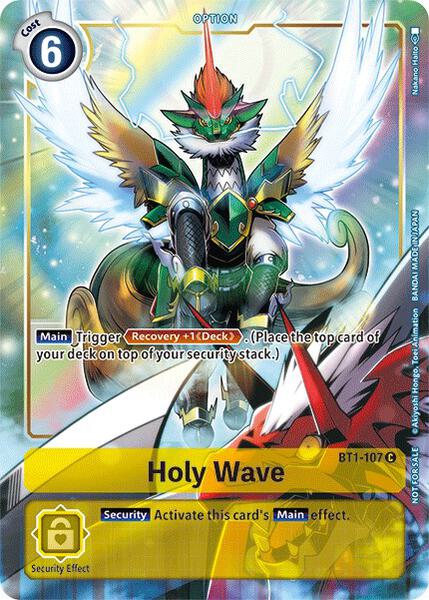 OPTION
Cost
6
Nakano Haito
Main Trigger Recovery +1《Deck》. (Place the top card of
your deck on top of your security stack.)
©Akiyoshi Hongo, Toei Animation
BANDAI MADE IN JAPAN
NOT FOR SALE
BT1-107 C
Holy Wave
Security Activate this card's Main effect.
Security Effect